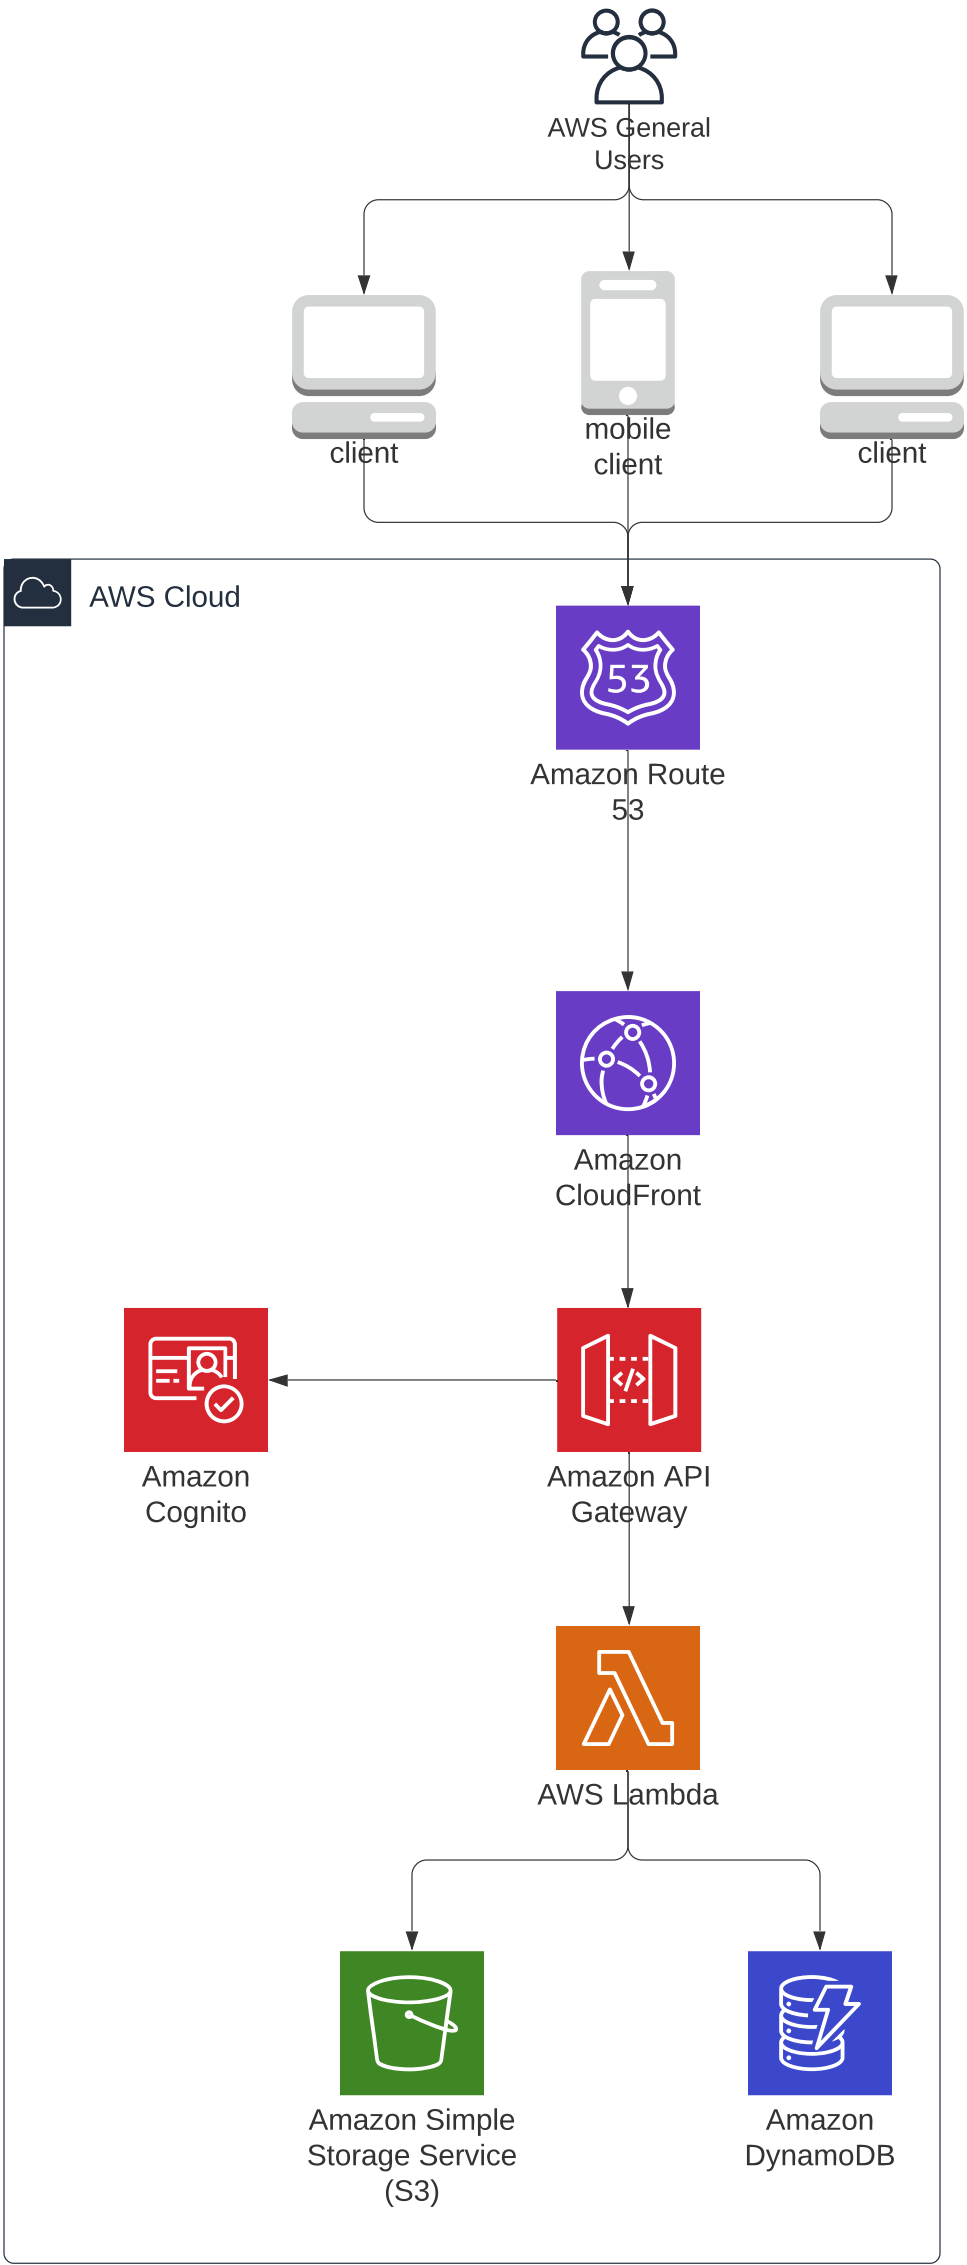 AWS General
Users
client
mobile
client
client
AWS Cloud
53
Amazon Route
53
Amazon
CloudFront
Amazon
Cognito
Amazon API
Gateway
AWS Lambda
Amazon Simple
Storage Service
(S3)
Amazon
DynamoDB